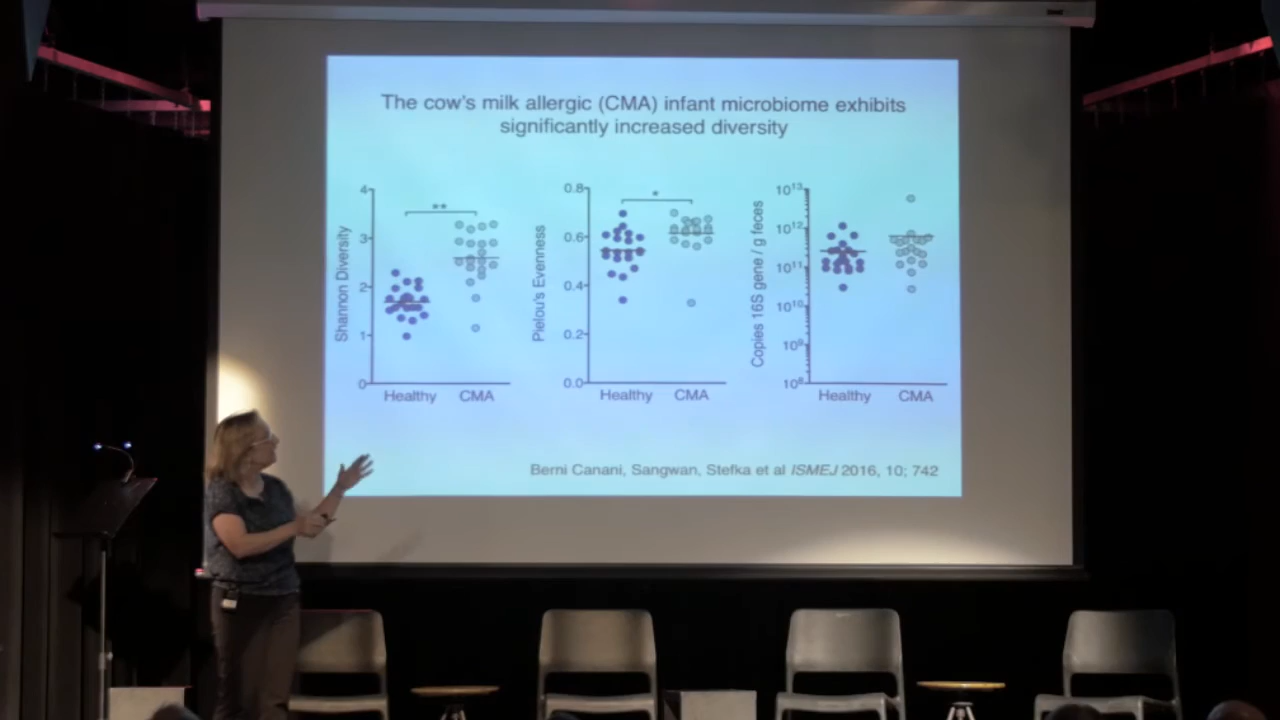 The cow's milk allergic (CMA) infant microbiome exhibits
significantly increased diversity
Shannon Diversity
4
3
2
1
0
**
Healthy
CMA
Pielou's Evenness
0.8
0.6
0.4
0.2
0.0
*
Healthy
CMA
Copies 16S gene / g feces
10¹³
10¹²
10¹¹
10¹⁰
10⁹
10⁸
Healthy
CMA
Berni Canani, Sangwan, Stefka et al ISMEJ 2016, 10; 742